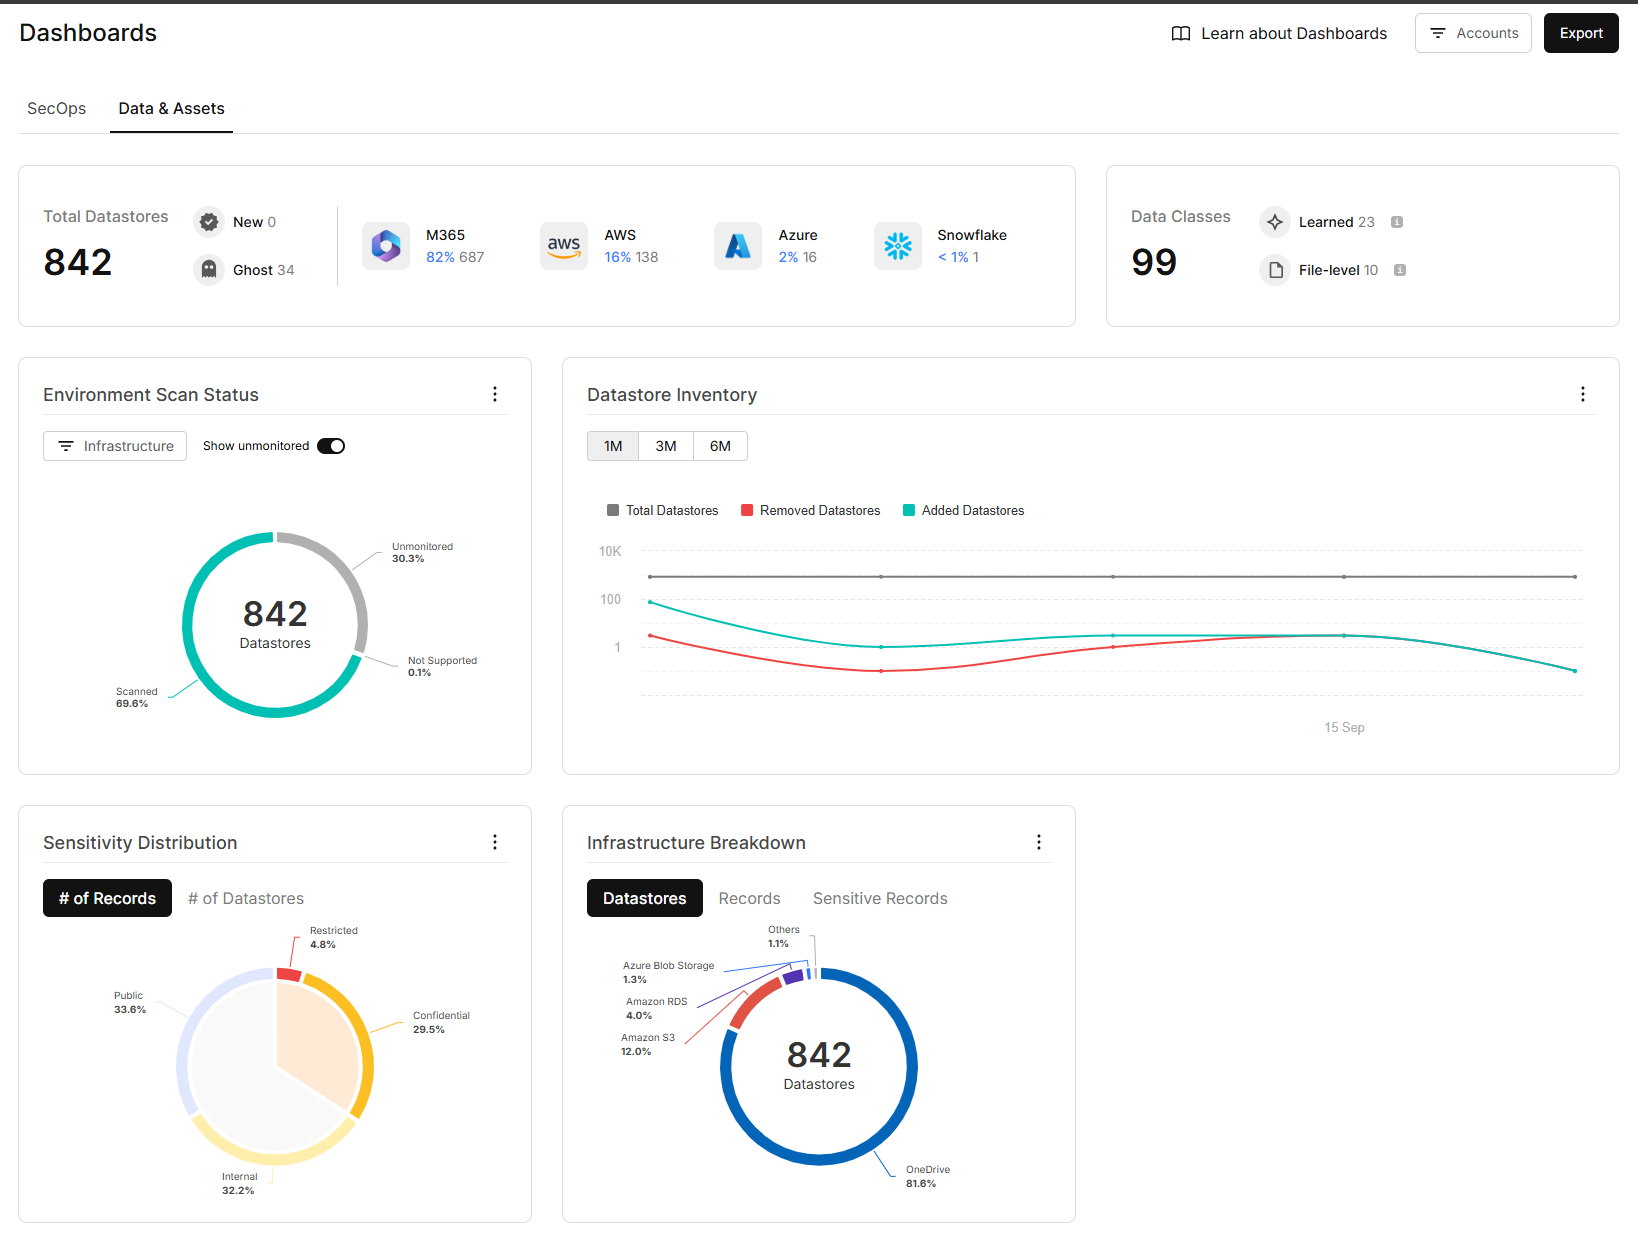 Dashboards
Learn about Dashboards
Accounts
Export
SecOps
Data & Assets
Total Datastores
842
New 0
Ghost 34
M365
82% 687
aws
AWS
16% 138
Azure
2% 16
Snowflake
< 1% 1
Data Classes
99
Learned 23
File-level 10
Environment Scan Status
Infrastructure
Show unmonitored
Unmonitored
30.3%
842
Datastores
Not Supported
0.1%
Scanned
69.6%
Datastore Inventory
1M
3M
6M
Total Datastores
Removed Datastores
Added Datastores
10K
100
1
15 Sep
Sensitivity Distribution
# of Records
# of Datastores
Restricted
4.8%
Public
33.6%
Confidential
29.5%
Internal
32.2%
Infrastructure Breakdown
Datastores
Records
Sensitive Records
Others
1.1%
Azure Blob Storage
1.3%
Amazon RDS
4.0%
Amazon S3
12.0%
842
Datastores
OneDrive
81.6%